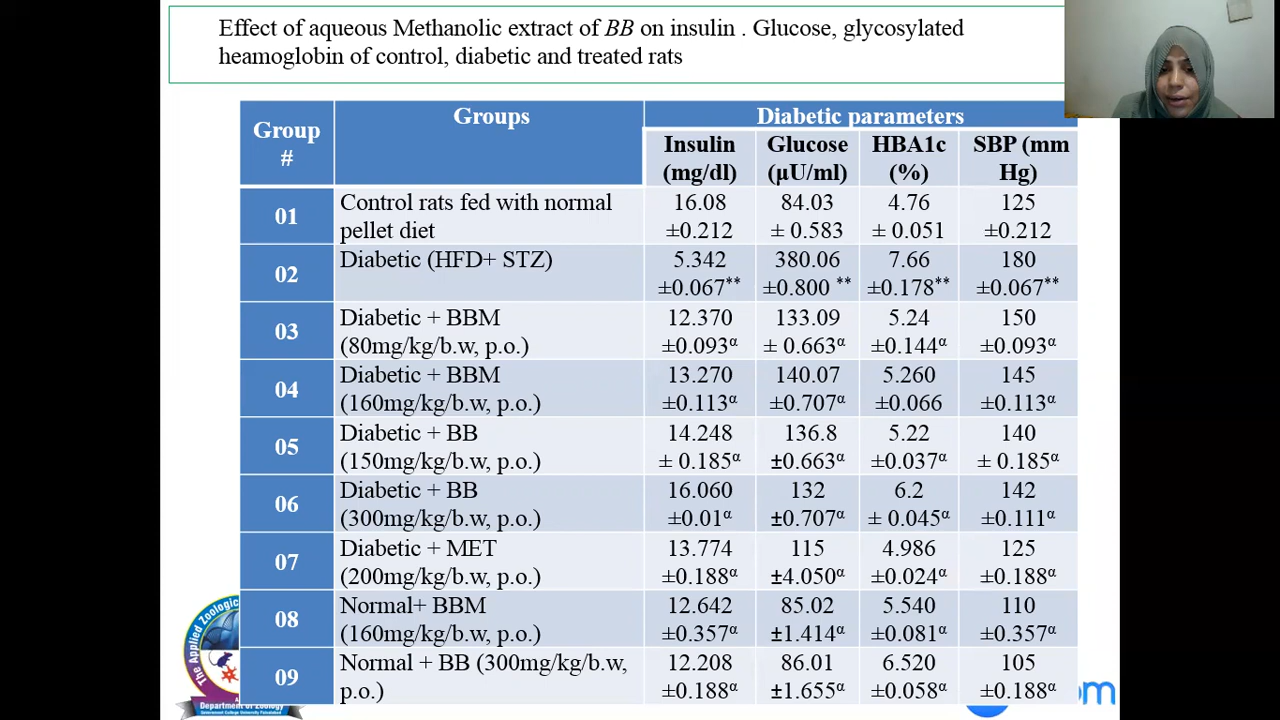 Effect of aqueous Methanolic extract of BB on insulin . Glucose, glycosylated
heamoglobin of control, diabetic and treated rats
Group
#
Groups
Diabetic parameters
Insulin
(mg/dl)
Glucose
(µU/ml)
HBA1c
(%)
SBP (mm
Hg)
01
Control rats fed with normal
pellet diet
16.08
±0.212
84.03
± 0.583
4.76
± 0.051
125
±0.212
02
Diabetic (HFD+ STZ)
5.342
±0.067**
380.06
±0.800 **
7.66
±0.178**
180
±0.067**
03
Diabetic + BBM
(80mg/kg/b.w, p.o.)
12.370
±0.093α
133.09
± 0.663α
5.24
±0.144α
150
±0.093α
04
Diabetic + BBM
(160mg/kg/b.w, p.o.)
13.270
±0.113α
140.07
±0.707α
5.260
±0.066
145
±0.113α
05
Diabetic + BB
(150mg/kg/b.w, p.o.)
14.248
± 0.185α
136.8
±0.663α
5.22
±0.037α
140
± 0.185α
06
Diabetic + BB
(300mg/kg/b.w, p.o.)
16.060
±0.01α
132
±0.707α
6.2
± 0.045α
142
±0.111α
07
Diabetic + MET
(200mg/kg/b.w, p.o.)
13.774
±0.188α
115
±4.050α
4.986
±0.024α
125
±0.188α
08
Normal+ BBM
(160mg/kg/b.w, p.o.)
12.642
±0.357α
85.02
±1.414α
5.540
±0.081α
110
±0.357α
09
Normal + BB (300mg/kg/b.w,
p.o.)
12.208
±0.188α
86.01
±1.655α
6.520
±0.058α
105
±0.188α
The Applied Zoologic
Department of Zoology
Government College University Faisalabad
om